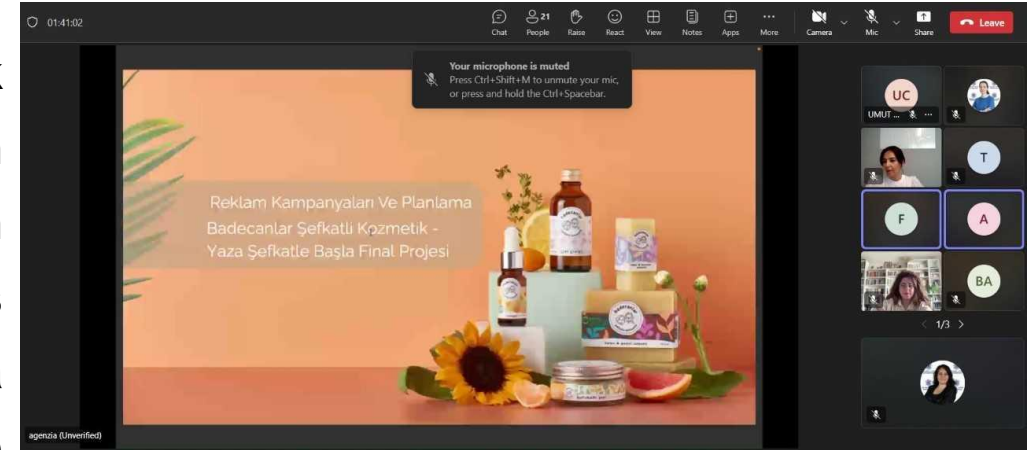 01:41:02
Chat
21
People
Raise
React
View
Notes
Apps
More
Camera
Mic
Share
Leave
Your microphone is muted
Press Ctrl+Shift+M to unmute your mic,
or press and hold the Ctrl+Spacebar.
Reklam Kampanyaları Ve Planlama
Badecanlar Şefkatli Kozmetik -
Yaza Şefkatle Başla Final Projesi
UC
UMUT ...
T
F
A
BA
1/3
agenzia (Unverified)